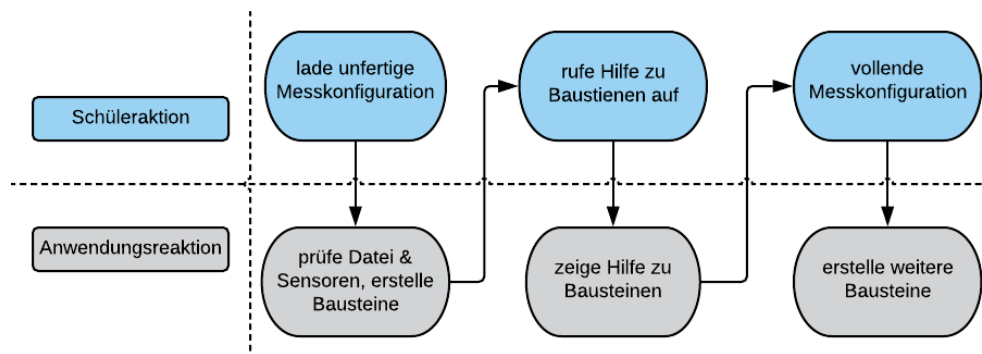 Schüleraktion
lade unfertige
Messkonfiguration
rufe Hilfe zu
Baustienen auf
vollende
Messkonfiguration
Anwendungsreaktion
prüfe Datei &
Sensoren, erstelle
Bausteine
zeige Hilfe zu
Bausteinen
erstelle weitere
Bausteine